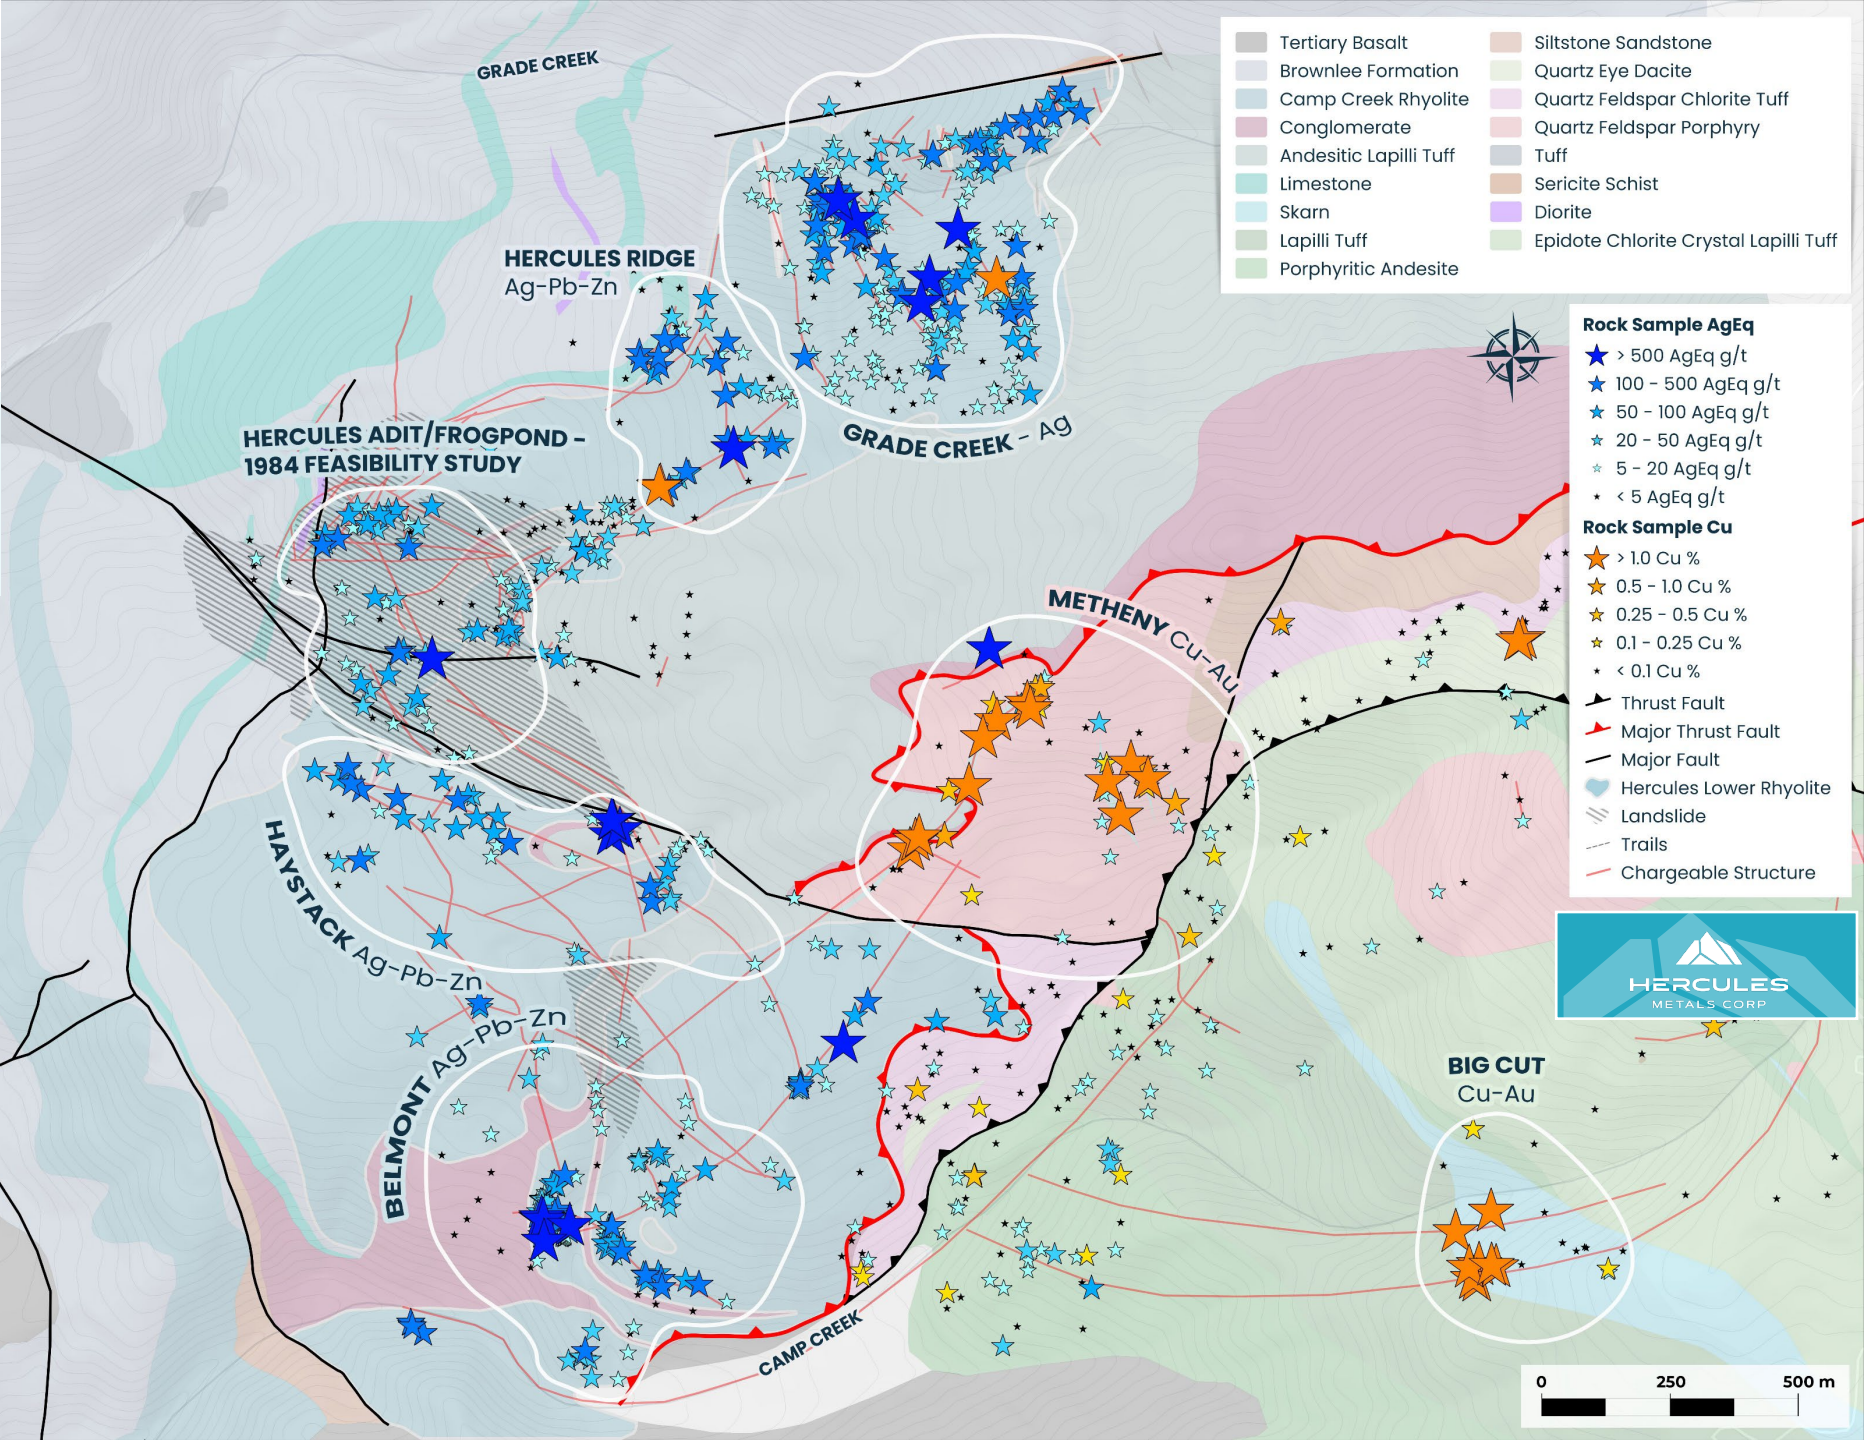 GRADE CREEK
HERCULES RIDGE
Ag-Pb-Zn
GRADE CREEK - Ag
HERCULES ADIT/FROGPOND -
1984 FEASIBILITY STUDY
METHENY Cu-Au
HAYSTACK Ag-Pb-Zn
BELMONT Ag-Pb-Zn
CAMP CREEK
BIG CUT
Cu-Au
Tertiary Basalt
Brownlee Formation
Camp Creek Rhyolite
Conglomerate
Andesitic Lapilli Tuff
Limestone
Skarn
Lapilli Tuff
Porphyritic Andesite
Siltstone Sandstone
Quartz Eye Dacite
Quartz Feldspar Chlorite Tuff
Quartz Feldspar Porphyry
Tuff
Sericite Schist
Diorite
Epidote Chlorite Crystal Lapilli Tuff
Rock Sample AgEq
> 500 AgEq g/t
100 - 500 AgEq g/t
50 - 100 AgEq g/t
20 - 50 AgEq g/t
5 - 20 AgEq g/t
< 5 AgEq g/t
Rock Sample Cu
> 1.0 Cu %
0.5 - 1.0 Cu %
0.25 - 0.5 Cu %
0.1 - 0.25 Cu %
< 0.1 Cu %
Thrust Fault
Major Thrust Fault
Major Fault
Hercules Lower Rhyolite
Landslide
Trails
Chargeable Structure
HERCULES
METALS CORP
0 250 500 m